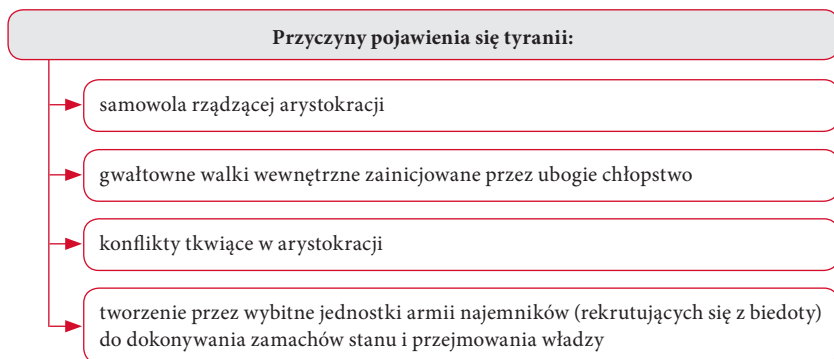 Przyczyny pojawienia się tyranii:
samowola rządzącej arystokracji
gwałtowne walki wewnętrzne zainicjowane przez ubogie chłopstwo
konflikty tkwiące w arystokracji
tworzenie przez wybitne jednostki armii najemników (rekrutujących się z biedoty)
do dokonywania zamachów stanu i przejmowania władzy